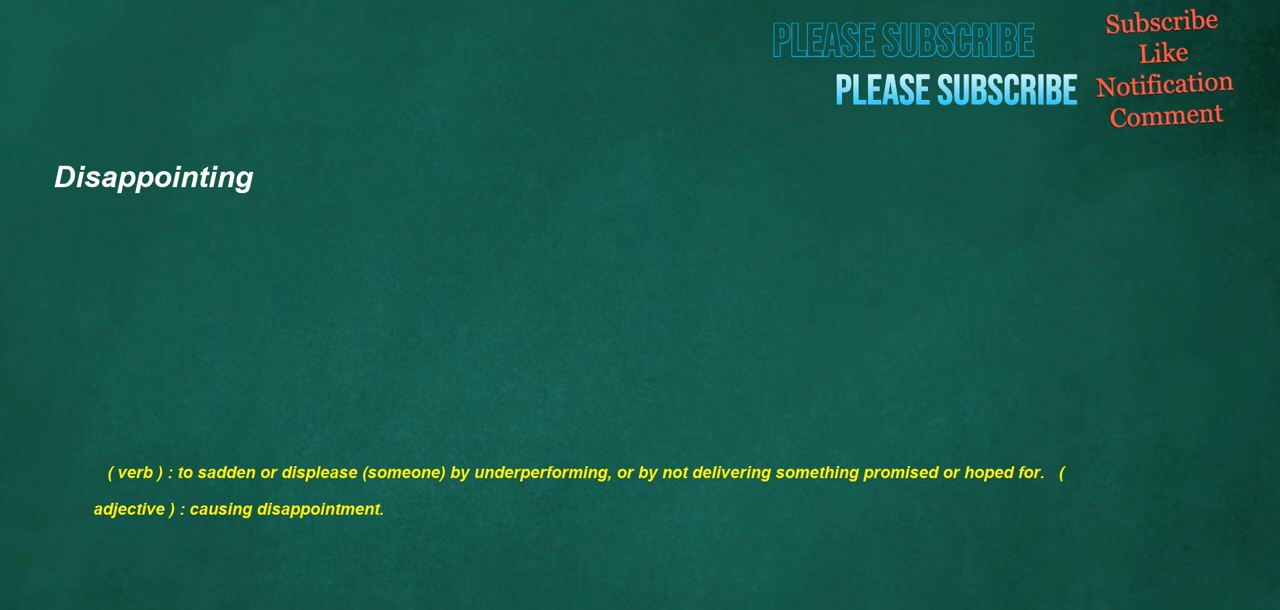 PLEASE SUBSCRIBE
PLEASE SUBSCRIBE
Subscribe
Like
Notification
Comment
Disappointing
( verb ) : to sadden or displease (someone) by underperforming, or by not delivering something promised or hoped for. (
adjective ) : causing disappointment.